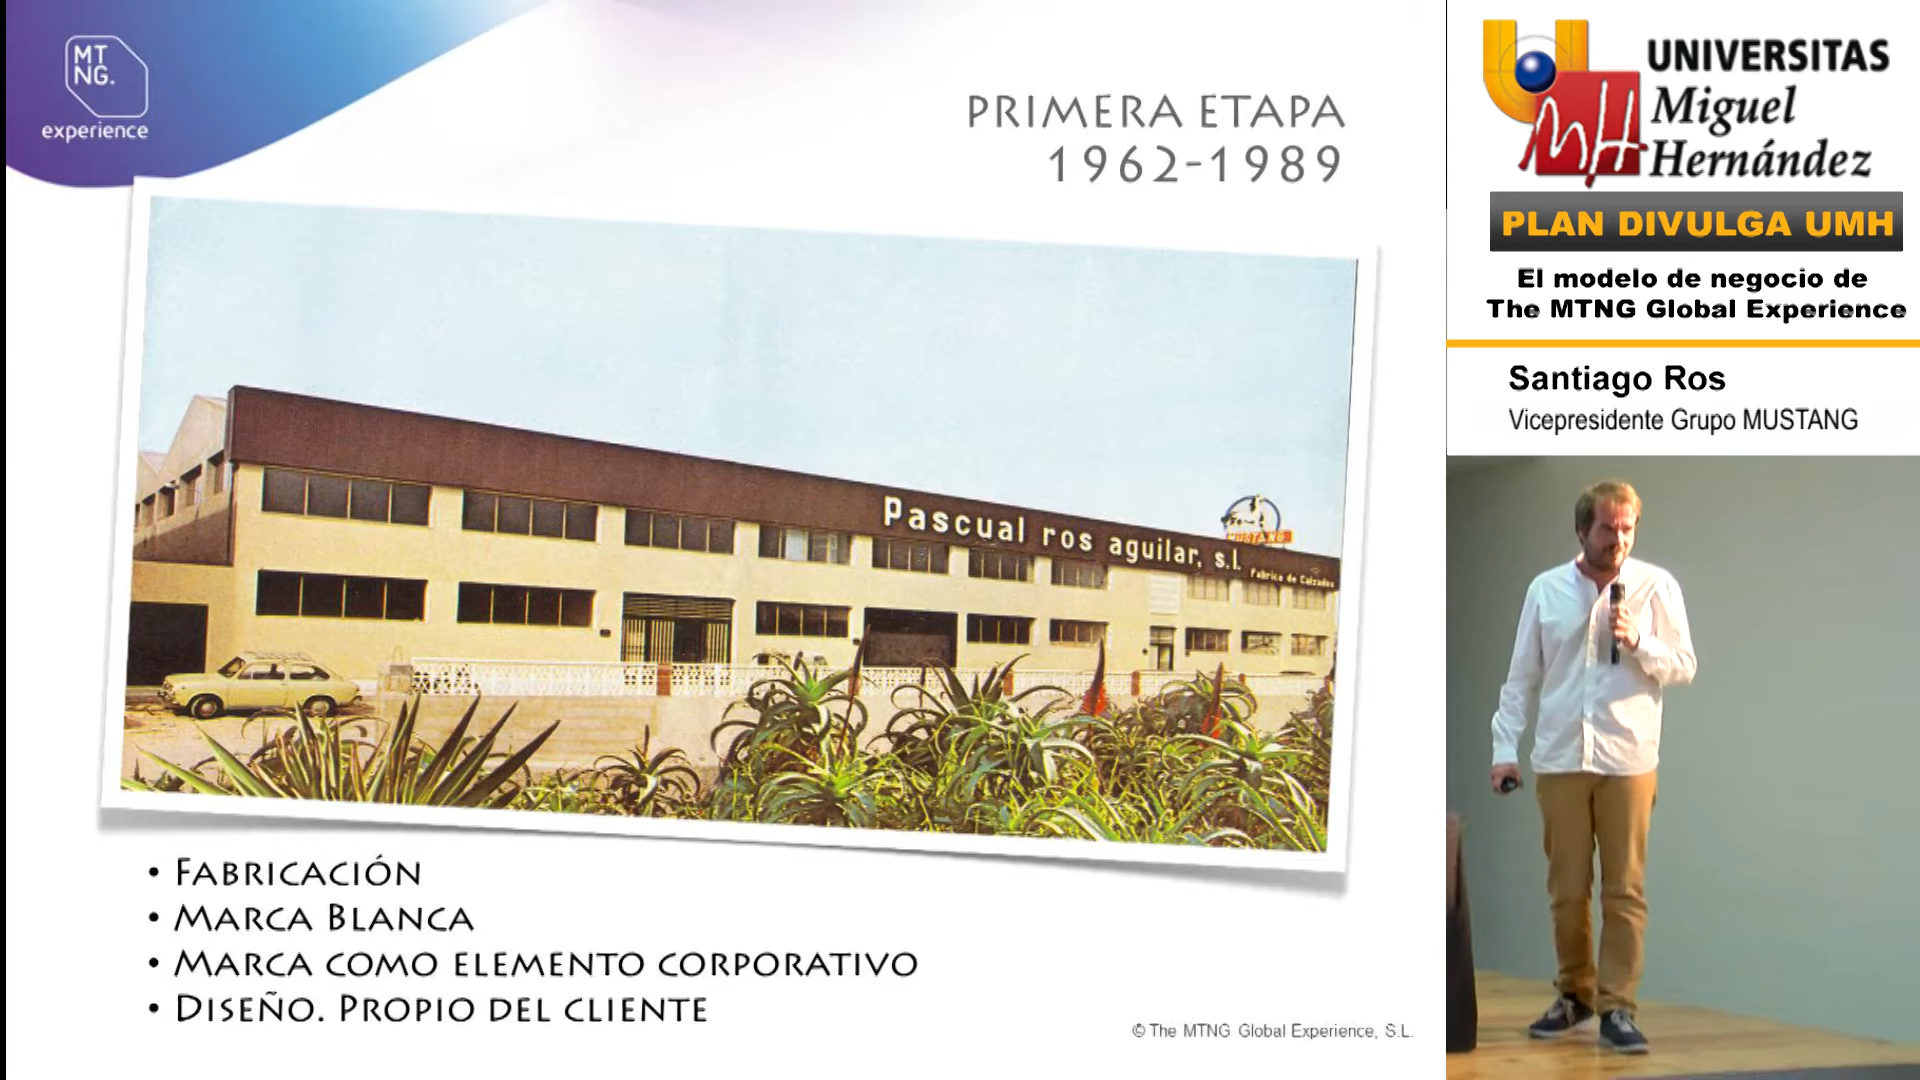 MT
NG.
experience
PRIMERA ETAPA
1962-1989
Pascual ros aguilar, s.l.
Fabrica de Calzados
MUSTANG
• FABRICACIÓN
• MARCA BLANCA
• MARCA COMO ELEMENTO CORPORATIVO
• DISEÑO. PROPIO DEL CLIENTE
© The MTNG Global Experience, S.L.
UNIVERSITAS
Miguel
Hernández
PLAN DIVULGA UMH
El modelo de negocio de
The MTNG Global Experience
Santiago Ros
Vicepresidente Grupo MUSTANG